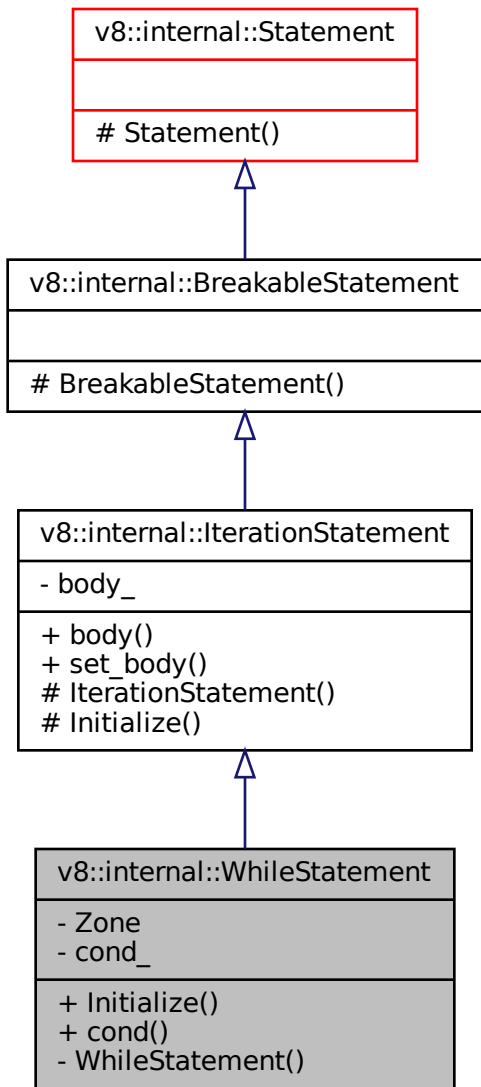 v8::internal::Statement
# Statement()
v8::internal::BreakableStatement
# BreakableStatement()
v8::internal::IterationStatement
- body_
+ body()
+ set_body()
# IterationStatement()
# Initialize()
v8::internal::WhileStatement
- Zone
- cond_
+ Initialize()
+ cond()
- WhileStatement()